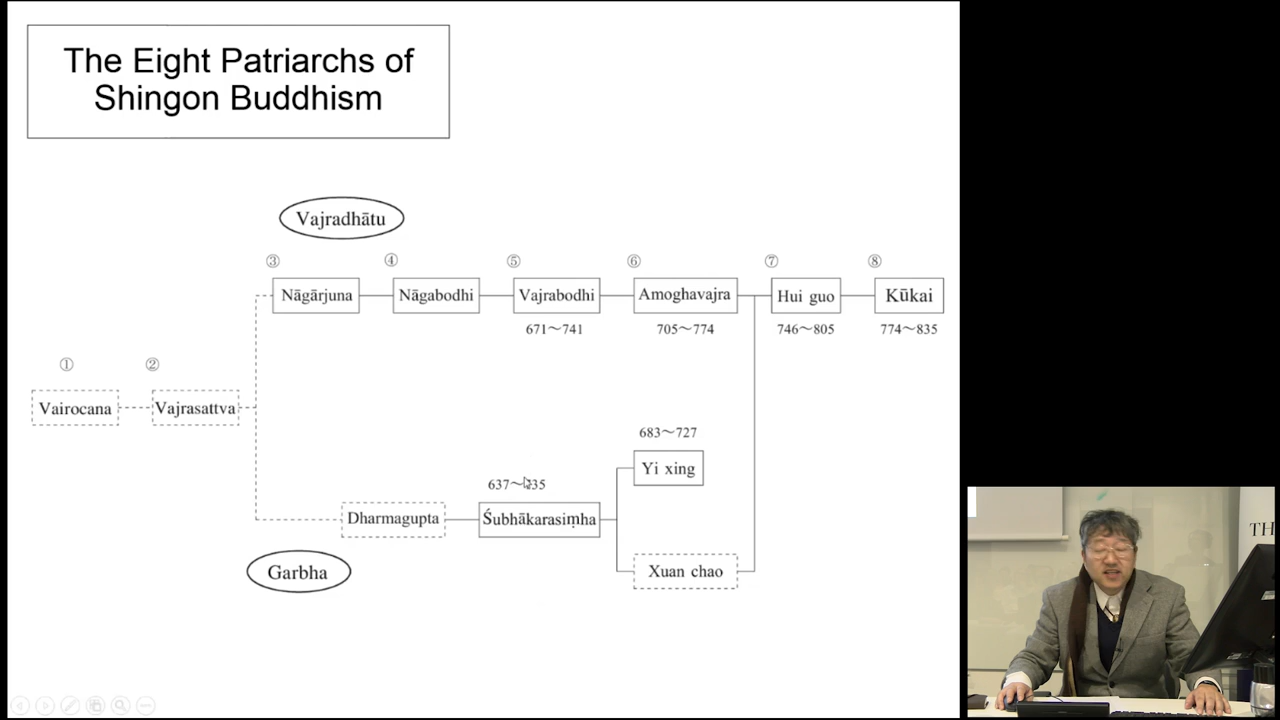 The Eight Patriarchs of
Shingon Buddhism
Vajradhātu
③ ④ ⑤ ⑥ ⑦ ⑧
Nāgārjuna Nāgabodhi Vajrabodhi Amoghavajra Hui guo Kūkai
671～741 705～774 746～805 774～835
① ②
Vairocana Vajrasattva
683～727
Yi xing
637～735
Dharmagupta Śubhākarasiṃha
Xuan chao
Garbha
TH